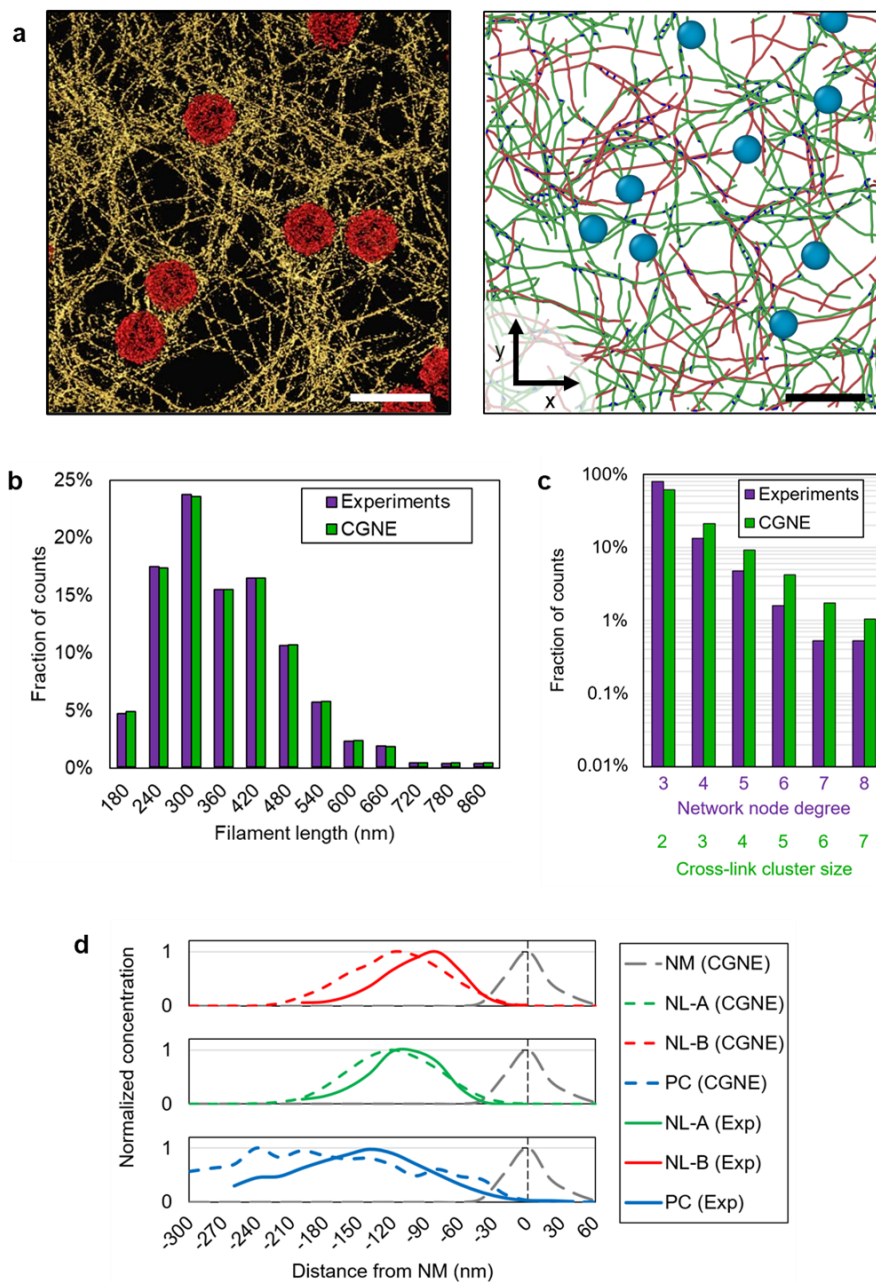 a
y
x
b
25%
20%
15%
10%
5%
0%
Fraction of counts
Experiments
CGNE
180
240
300
360
420
480
540
600
660
720
780
860
Filament length (nm)
c
100%
10%
1%
0.1%
0.01%
Fraction of counts
Experiments
CGNE
3 4 5 6 7 8
Network node degree
2 3 4 5 6 7
Cross-link cluster size
d
Normalized concentration
1
0
1
0
1
0
-300
-270
-240
-210
-180
-150
-120
-90
-60
-30
0
30
60
Distance from NM (nm)
NM (CGNE)
NL-A (CGNE)
NL-B (CGNE)
PC (CGNE)
NL-A (Exp)
NL-B (Exp)
PC (Exp)